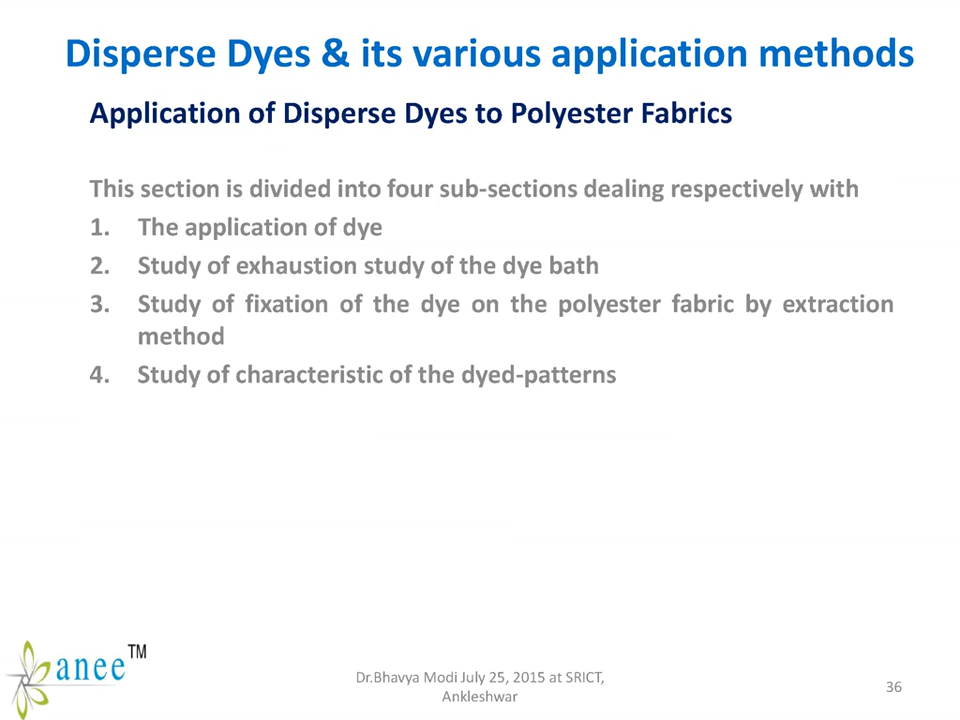 Disperse Dyes & its various application methods
Application of Disperse Dyes to Polyester Fabrics
This section is divided into four sub-sections dealing respectively with
1. The application of dye
2. Study of exhaustion study of the dye bath
3. Study of fixation of the dye on the polyester fabric by extraction
method
4. Study of characteristic of the dyed-patterns
anee TM
Dr.Bhavya Modi July 25, 2015 at SRICT,
Ankleshwar
36